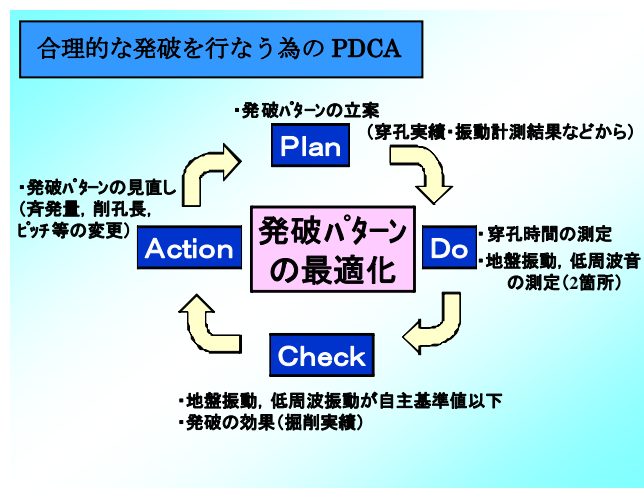 合理的な発破を行なう為の PDCA
・発破ﾊﾟﾀｰﾝの立案
(穿孔実績・振動計測結果などから)
Plan
・発破ﾊﾟﾀｰﾝの見直し
(斉発量，削孔長，
ﾋﾟｯﾁ等の変更)
Action
発破ﾊﾟﾀｰﾝ
の最適化
Do
・穿孔時間の測定
・地盤振動，低周波音
の測定(2箇所)
Check
・地盤振動，低周波振動が自主基準値以下
・発破の効果(掘削実績)